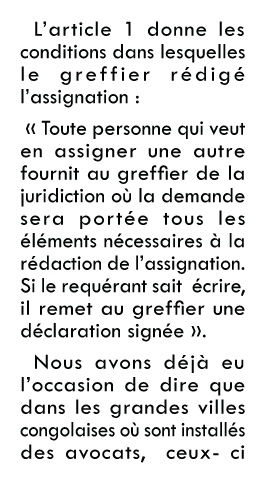 L’article 1 donne les
conditions dans lesquelles
le greffier rédigé
l’assignation :
« Toute personne qui veut
en assigner une autre
fournit au greffier de la
juridiction où la demande
sera portée tous les
éléments nécessaires à la
rédaction de l’assignation.
Si le requérant sait écrire,
il remet au greffier une
déclaration signée ».
Nous avons déjà eu
l’occasion de dire que
dans les grandes villes
congolaises où sont installés
des avocats, ceux- ci